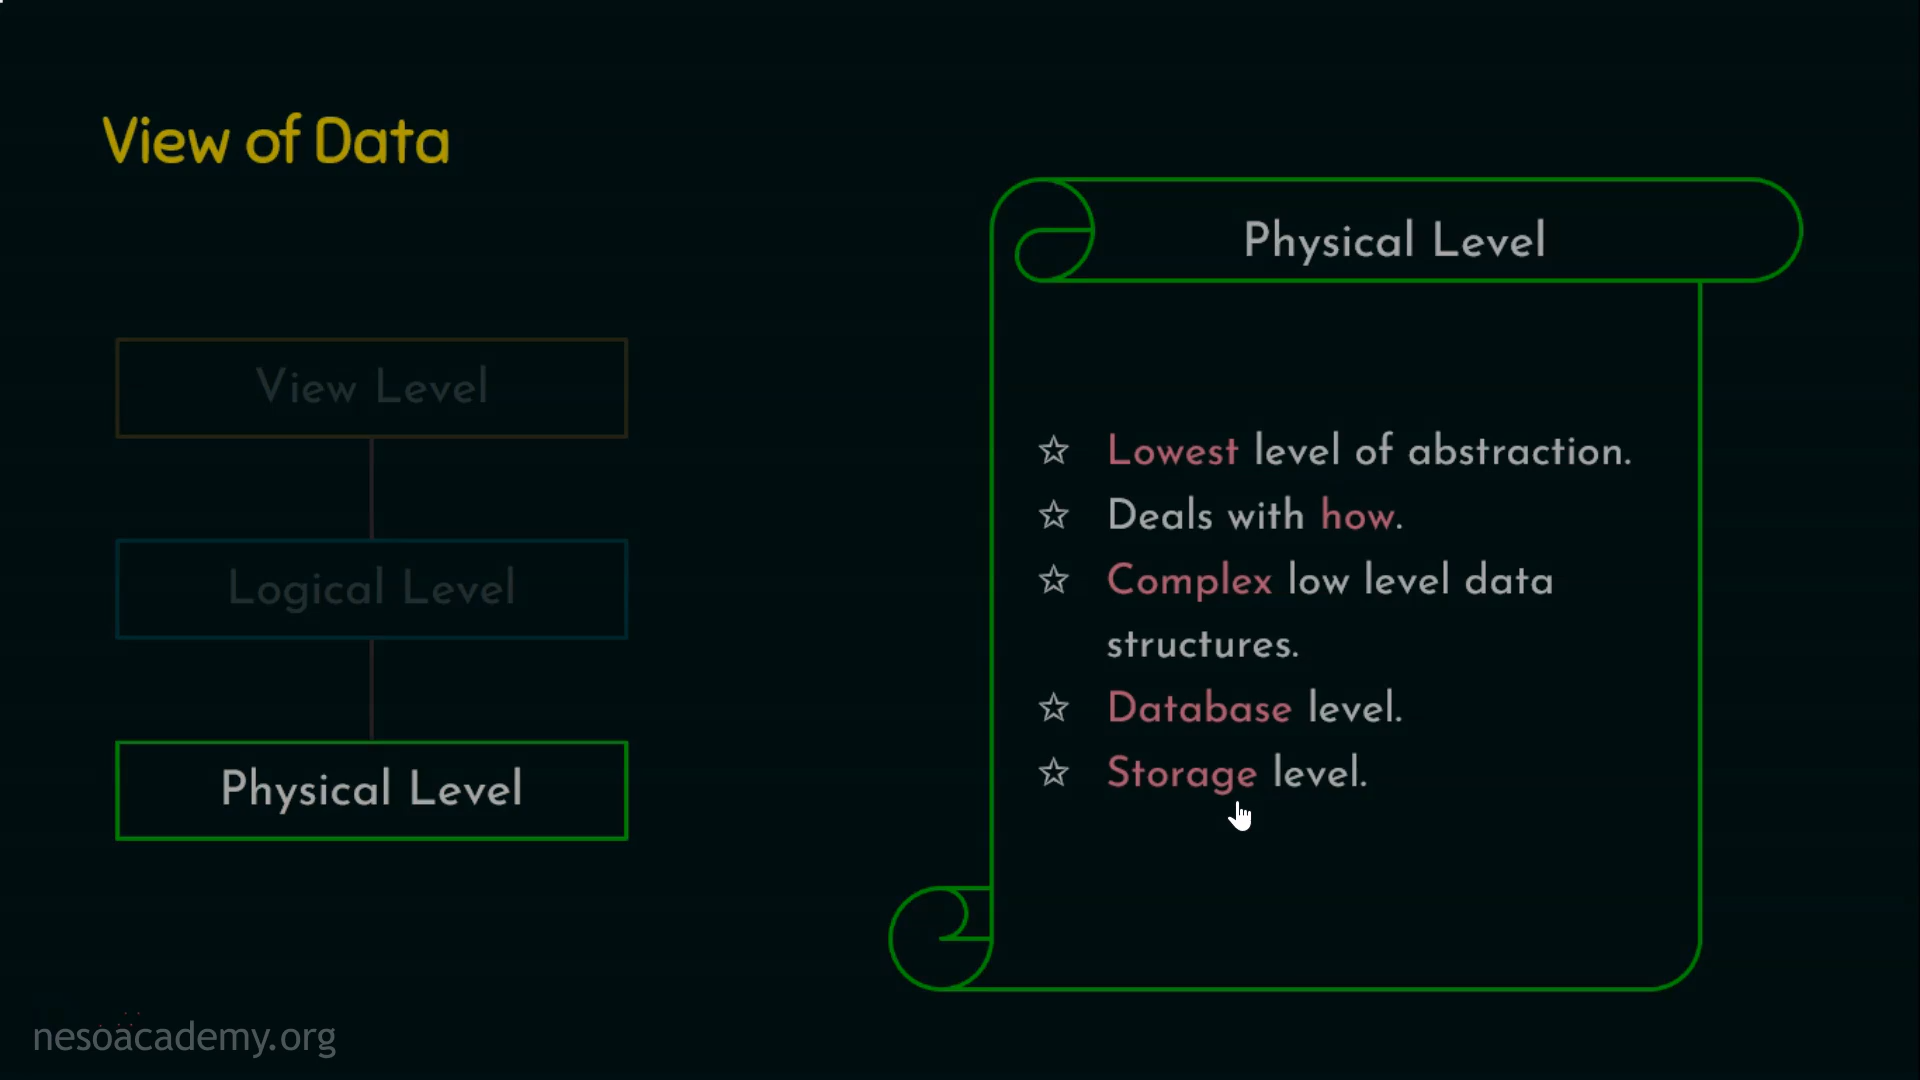 View of Data
View Level
Logical Level
Physical Level
Physical Level
☆ Lowest level of abstraction.
☆ Deals with how.
☆ Complex low level data
structures.
☆ Database level.
☆ Storage level.
nesoacademy.org